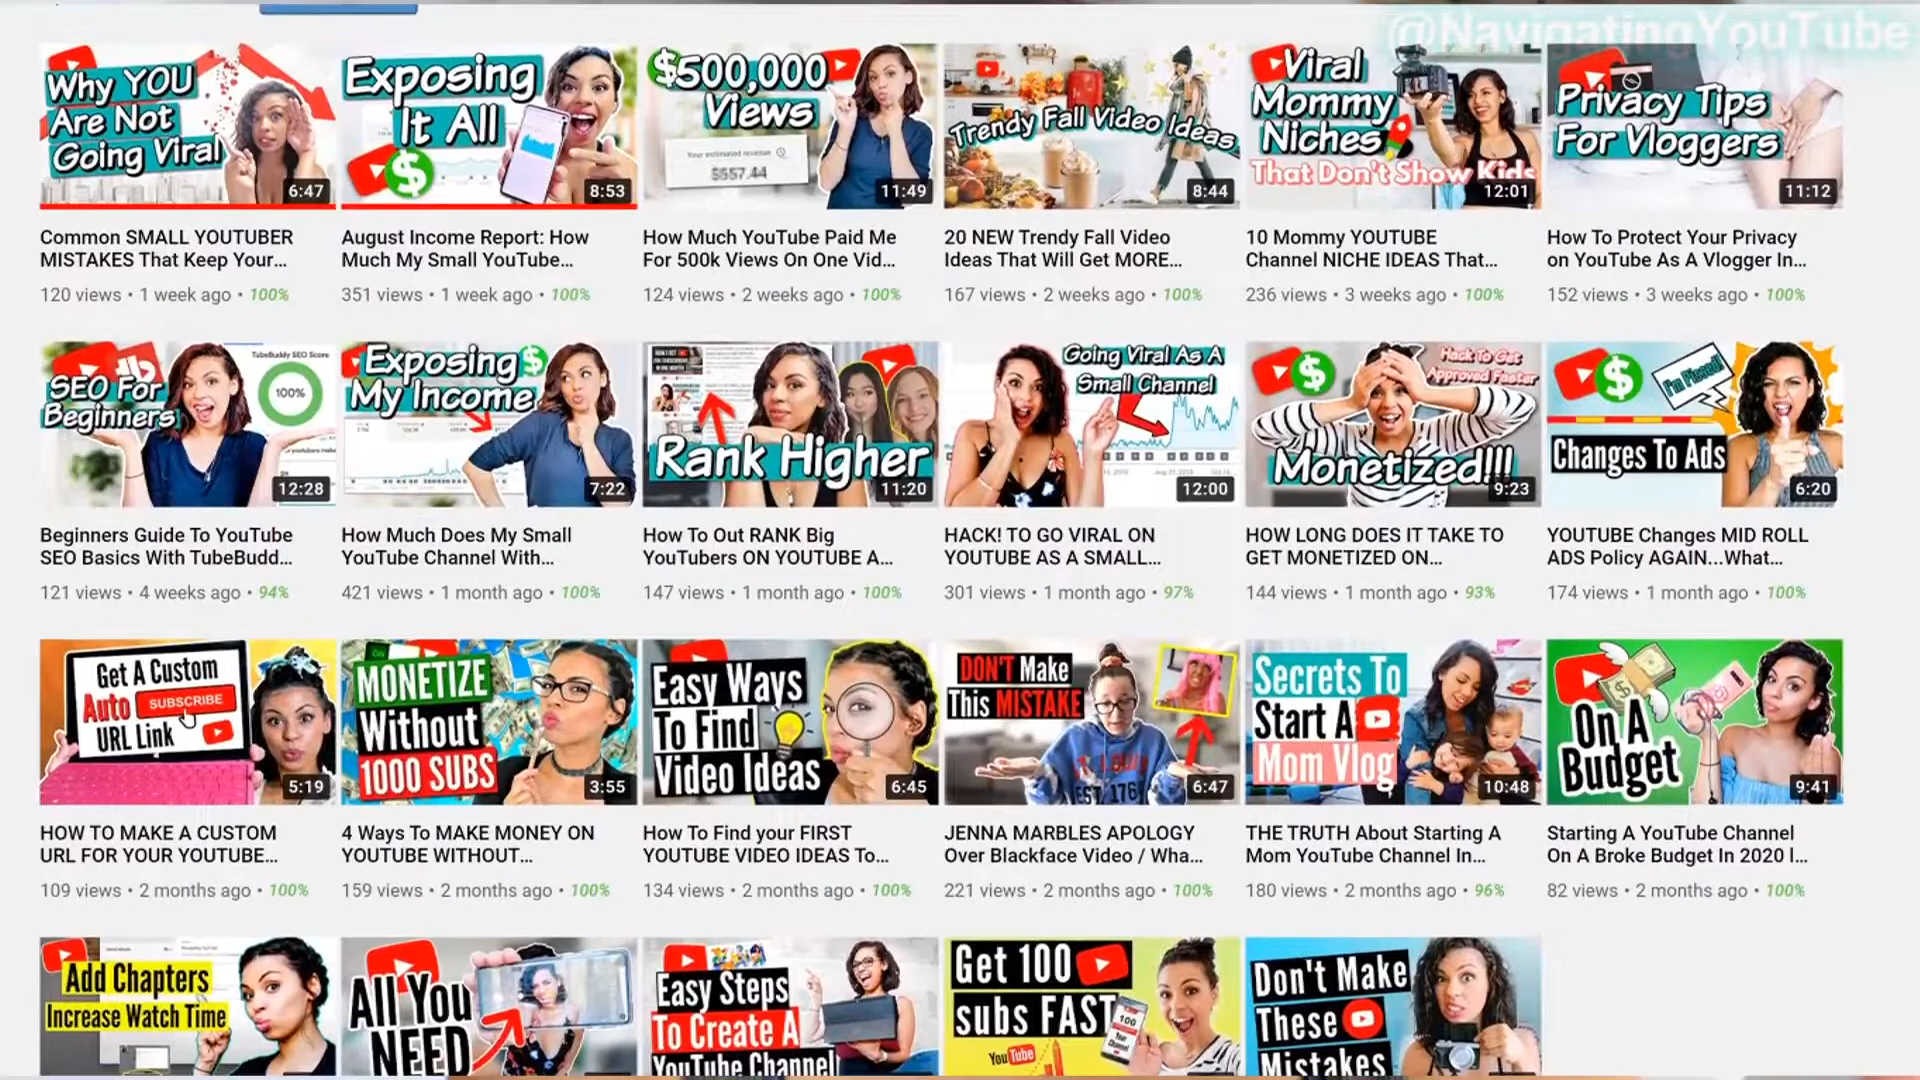 @NavigatingYouTube
Why YOU
Are Not
Going Viral
6:47
Exposing
It All
8:53
$500,000
Views
Your estimated revenue
$557.44
11:49
Trendy Fall Video Ideas
8:44
Viral
Mommy
Niches
That Don't Show Kids
12:01
Privacy Tips
For Vloggers
11:12
Common SMALL YOUTUBER
MISTAKES That Keep Your...
120 views • 1 week ago • 100%
August Income Report: How
Much My Small YouTube...
351 views • 1 week ago • 100%
How Much YouTube Paid Me
For 500k Views On One Vid...
124 views • 2 weeks ago • 100%
20 NEW Trendy Fall Video
Ideas That Will Get MORE...
167 views • 2 weeks ago • 100%
10 Mommy YOUTUBE
Channel NICHE IDEAS That...
236 views • 3 weeks ago • 100%
How To Protect Your Privacy
on YouTube As A Vlogger In...
152 views • 3 weeks ago • 100%
SEO For
Beginners
TubeBuddy SEO Score
100%
12:28
Exposing
My Income
7:22
Rank Higher
11:20
Going Viral As A
Small Channel
12:00
Hack To Get
Approved Faster
Monetized!!!
9:23
I'm Pissed!
Changes To Ads
6:20
Beginners Guide To YouTube
SEO Basics With TubeBudd...
121 views • 4 weeks ago • 94%
How Much Does My Small
YouTube Channel With...
421 views • 1 month ago • 100%
How To Out RANK Big
YouTubers ON YOUTUBE A...
147 views • 1 month ago • 100%
HACK! TO GO VIRAL ON
YOUTUBE AS A SMALL...
301 views • 1 month ago • 97%
HOW LONG DOES IT TAKE TO
GET MONETIZED ON...
144 views • 1 month ago • 93%
YOUTUBE Changes MID ROLL
ADS Policy AGAIN...What...
174 views • 1 month ago • 100%
Get A Custom
Auto SUBSCRIBE
URL Link
5:19
MONETIZE
Without
1000 SUBS
3:55
Easy Ways
To Find
Video Ideas
6:45
DON'T Make
This MISTAKE
6:47
Secrets To
Start A
Mom Vlog
10:48
On A
Budget
9:41
HOW TO MAKE A CUSTOM
URL FOR YOUR YOUTUBE...
109 views • 2 months ago • 100%
4 Ways To MAKE MONEY ON
YOUTUBE WITHOUT...
159 views • 2 months ago • 100%
How To Find your FIRST
YOUTUBE VIDEO IDEAS To...
134 views • 2 months ago • 100%
JENNA MARBLES APOLOGY
Over Blackface Video / Wha...
221 views • 2 months ago • 100%
THE TRUTH About Starting A
Mom YouTube Channel In...
180 views • 2 months ago • 96%
Starting A YouTube Channel
On A Broke Budget In 2020 l...
82 views • 2 months ago • 100%
Add Chapters
Increase Watch Time
All You
NEED
Easy Steps
To Create A
YouTube Channel
Get 100
subs FAST
YouTube
100
Don't Make
These
Mistakes